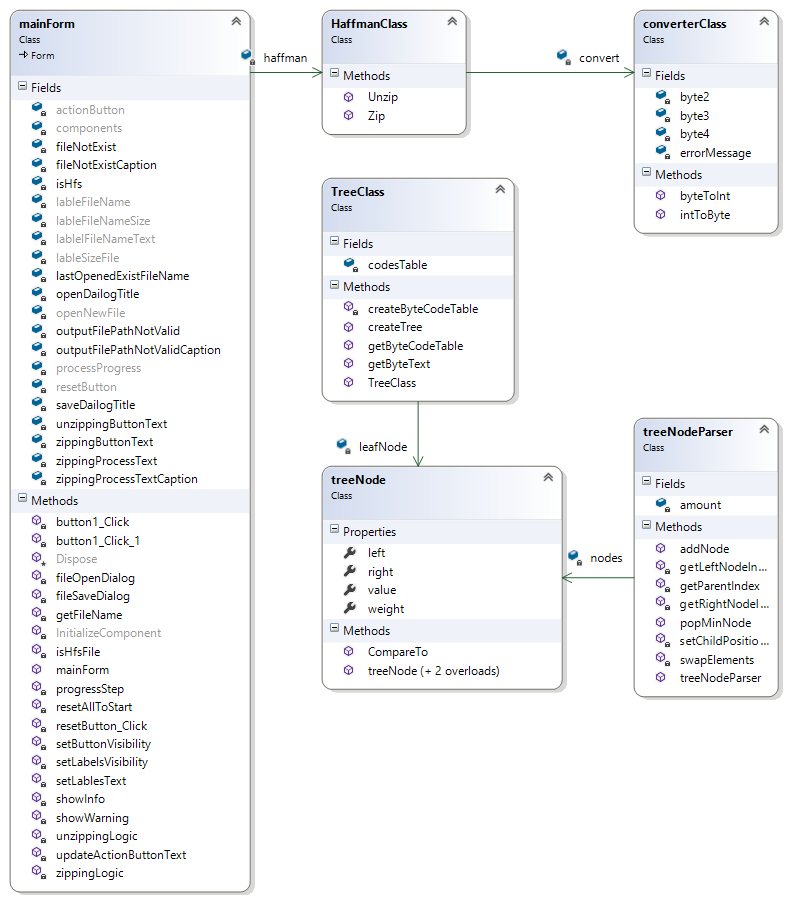 mainForm
Class
Form
Fields
actionButton
components
fileNotExist
fileNotExistCaption
isHfs
lableFileName
lableFileNameSize
lablelFileNameText
lableSizeFile
lastOpenedExistFileName
openDailogTitle
openNewFile
outputFilePathNotValid
outputFilePathNotValidCaption
processProgress
resetButton
saveDailogTitle
unzippingButtonText
zippingButtonText
zippingProcessText
zippingProcessTextCaption
Methods
button1_Click
button1_Click_1
Dispose
fileOpenDialog
fileSaveDialog
getFileName
InitializeComponent
isHfsFile
mainForm
progressStep
resetAllToStart
resetButton_Click
setButtonVisibility
setLabelsVisibility
setLablesText
showInfo
showWarning
unzippingLogic
updateActionButtonText
zippingLogic
haffman
HaffmanClass
Class
Methods
Unzip
Zip
convert
converterClass
Class
Fields
byte2
byte3
byte4
errorMessage
Methods
byteToInt
intToByte
TreeClass
Class
Fields
codesTable
Methods
createByteCodeTable
createTree
getByteCodeTable
getByteText
TreeClass
leafNode
treeNode
Class
Properties
left
right
value
weight
Methods
CompareTo
treeNode (+ 2 overloads)
nodes
treeNodeParser
Class
Fields
amount
Methods
addNode
getLeftNodeIn...
getParentIndex
getRightNodeI...
popMinNode
setChildPositio...
swapElements
treeNodeParser